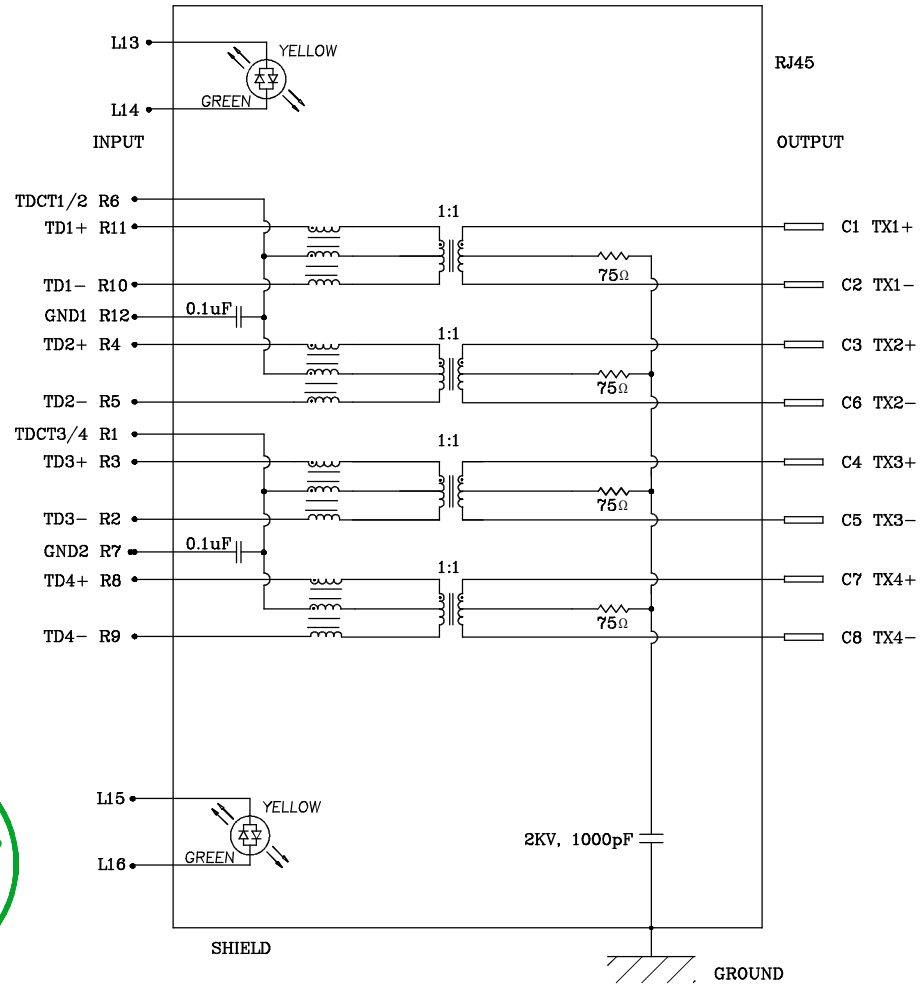 L13
YELLOW
RJ45
GREEN
L14
INPUT
OUTPUT
TDCT1/2 R6
1:1
TD1+ R11
C1 TX1+
75Ω
TD1- R10
C2 TX1-
GND1 R12
0.1uF
1:1
TD2+ R4
C3 TX2+
75Ω
TD2- R5
C6 TX2-
TDCT3/4 R1
1:1
TD3+ R3
C4 TX3+
75Ω
TD3- R2
C5 TX3-
GND2 R7
0.1uF
1:1
TD4+ R8
C7 TX4+
75Ω
TD4- R9
C8 TX4-
L15
YELLOW
2KV, 1000pF
GREEN
L16
SHIELD
GROUND